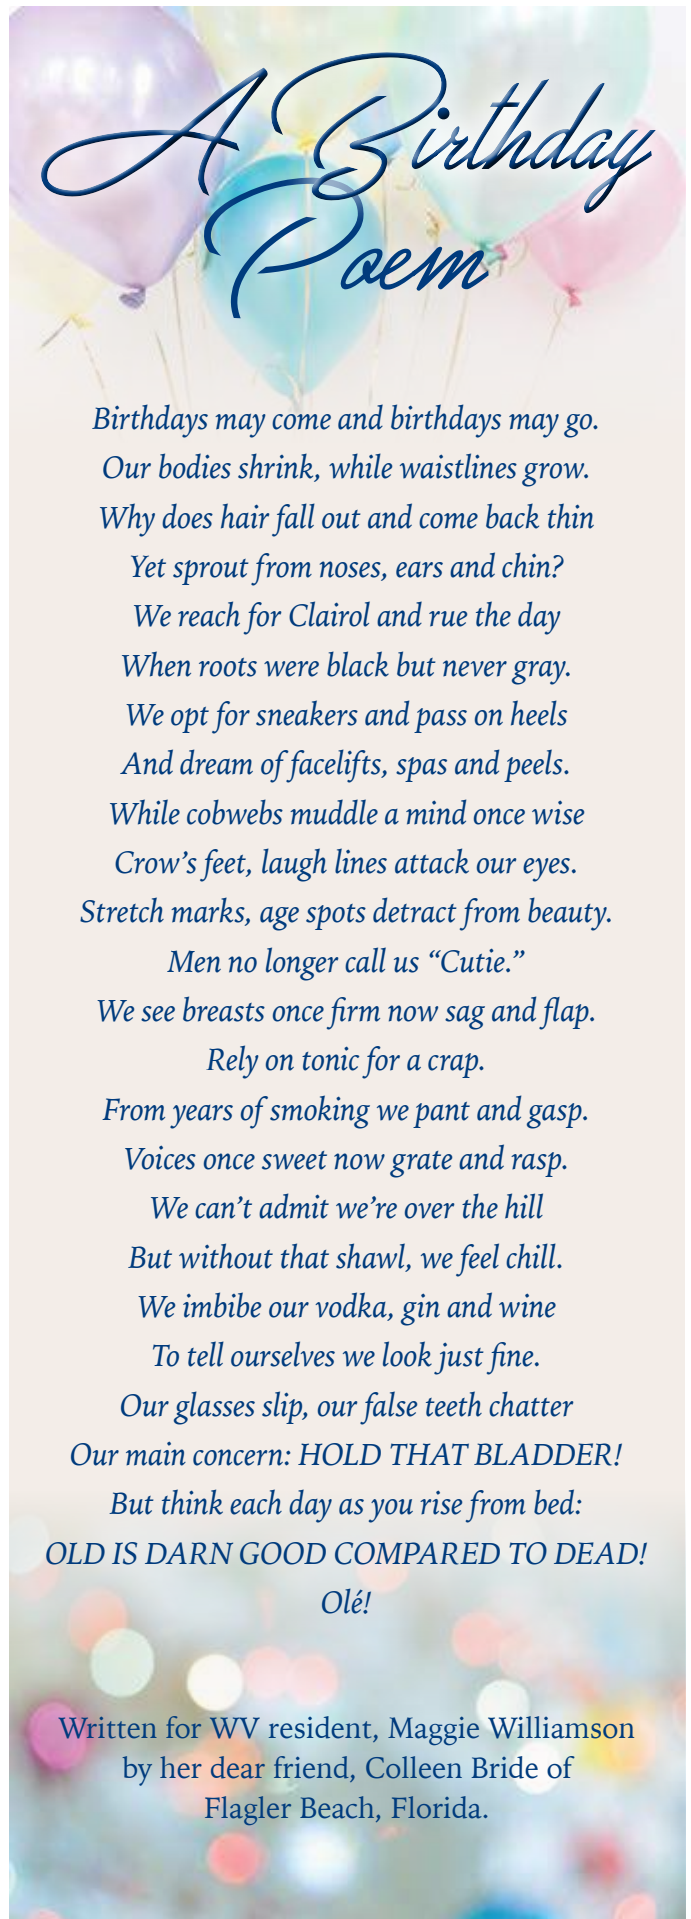 A Birthday
Poem
Birthdays may come and birthdays may go.
Our bodies shrink, while waistlines grow.
Why does hair fall out and come back thin
Yet sprout from noses, ears and chin?
We reach for Clairol and rue the day
When roots were black but never gray.
We opt for sneakers and pass on heels
And dream of facelifts, spas and peels.
While cobwebs muddle a mind once wise
Crow’s feet, laugh lines attack our eyes.
Stretch marks, age spots detract from beauty.
Men no longer call us “Cutie.”
We see breasts once firm now sag and flap.
Rely on tonic for a crap.
From years of smoking we pant and gasp.
Voices once sweet now grate and rasp.
We can’t admit we’re over the hill
But without that shawl, we feel chill.
We imbibe our vodka, gin and wine
To tell ourselves we look just fine.
Our glasses slip, our false teeth chatter
Our main concern: HOLD THAT BLADDER!
But think each day as you rise from bed:
OLD IS DARN GOOD COMPARED TO DEAD!
Olé!
Written for WV resident, Maggie Williamson
by her dear friend, Colleen Bride of
Flagler Beach, Florida.